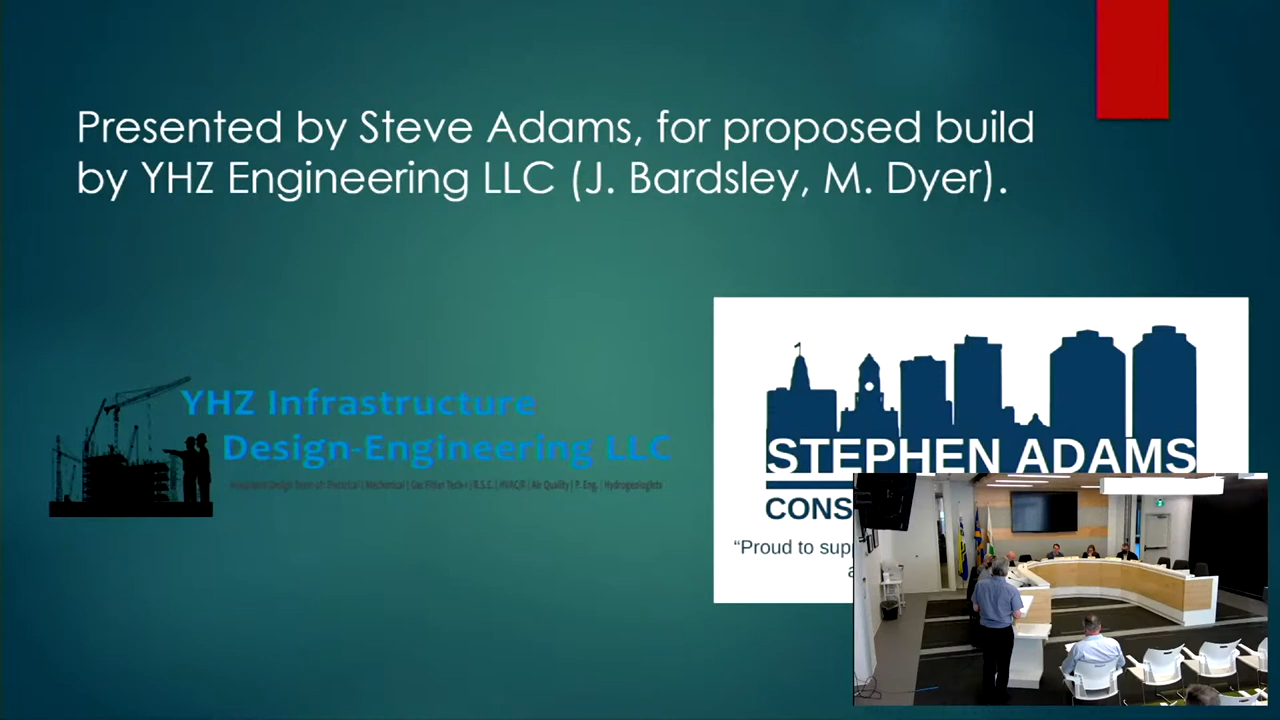 Presented by Steve Adams, for proposed build
by YHZ Engineering LLC (J. Bardsley, M. Dyer).
YHZ Infrastructure
Design-Engineering LLC
STEPHEN ADAMS
CONS
“Proud to sup
a